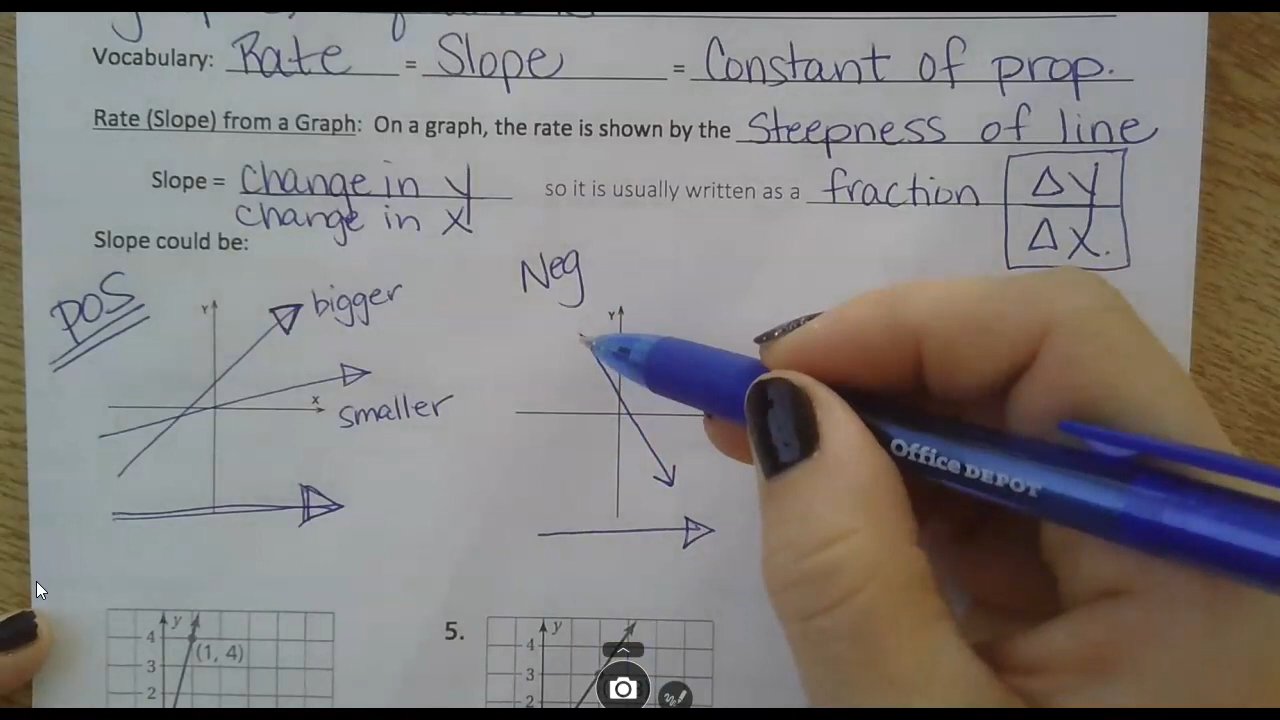 Vocabulary: Rate = Slope = Constant of prop.
Rate (Slope) from a Graph: On a graph, the rate is shown by the Steepness of line
Slope = change in y so it is usually written as a fraction Δy
change in x Δx.
Slope could be:
Pos Neg
bigger
Y Y
x
smaller
Office DEPOT
5.
y y
4 (1, 4) 4
3 3
2 2